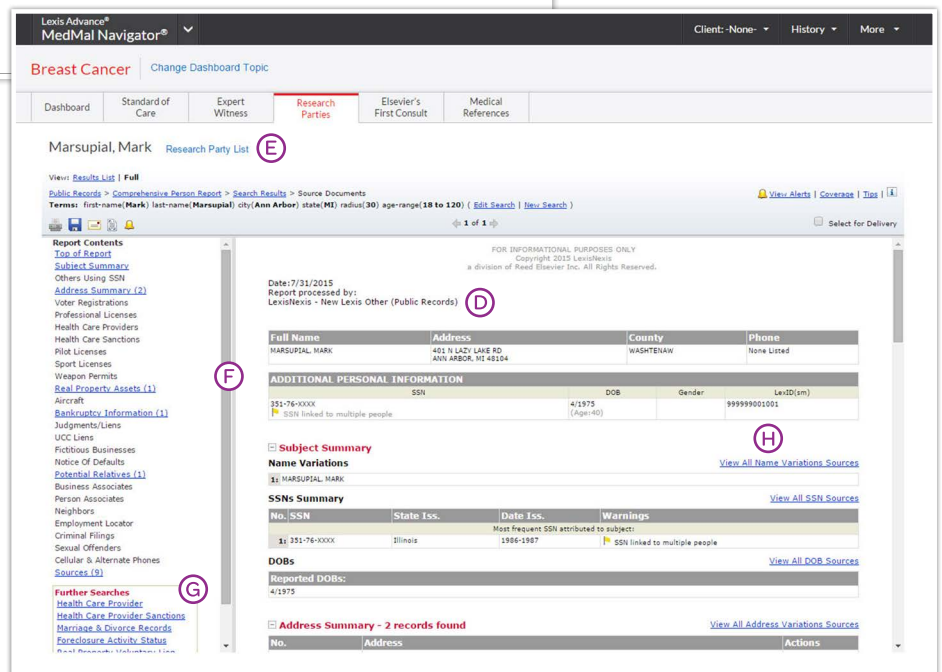 Lexis Advance®
MedMal Navigator®
Client: -None-
History
More
Breast Cancer
Change Dashboard Topic
Dashboard
Standard of Care
Expert Witness
Research Parties
Elsevier's First Consult
Medical References
Marsupial, Mark
Research Party List
E
View: Results List | Full
Public Records > Comprehensive Person Report > Search Results > Source Documents
View Alerts | Coverage | Tips | i
Terms: first-name(Mark) last-name(Marsupial) city(Ann Arbor) state(MI) radius(30) age-range(18 to 120) ( Edit Search | New Search )
1 of 1
Select for Delivery
Report Contents
Top of Report
Subject Summary
Others Using SSN
Address Summary (2)
Voter Registrations
Professional Licenses
Health Care Providers
Health Care Sanctions
Pilot Licenses
Sport Licenses
Weapon Permits
Real Property Assets (1)
Aircraft
Bankruptcy Information (1)
Judgments/Liens
UCC Liens
Fictitious Businesses
Notice Of Defaults
Potential Relatives (1)
Business Associates
Person Associates
Neighbors
Employment Locator
Criminal Filings
Sexual Offenders
Cellular & Alternate Phones
Sources (9)
F
G
Further Searches
Health Care Provider
Health Care Provider Sanctions
Marriage & Divorce Records
Foreclosure Activity Status
Real Property Voluntary Lien
FOR INFORMATIONAL PURPOSES ONLY
Copyright 2015 LexisNexis
a division of Reed Elsevier Inc. All Rights Reserved.
Date:7/31/2015
Report processed by:
LexisNexis - New Lexis Other (Public Records)
D
Full Name Address County Phone
MARSUPIAL, MARK 401 N LAZY LAKE RD WASHTENAW None Listed
ANN ARBOR, MI 48104
ADDITIONAL PERSONAL INFORMATION
SSN DOB Gender LexID(sm)
351-76-XXXX 4/1975 999999001001
SSN linked to multiple people (Age:40)
H
Subject Summary
Name Variations View All Name Variations Sources
1: MARSUPIAL, MARK
SSNs Summary View All SSN Sources
No. SSN State Iss. Date Iss. Warnings
Most frequent SSN attributed to subject:
1: 351-76-XXXX Illinois 1986-1987 SSN linked to multiple people
DOBs View All DOB Sources
Reported DOBs:
4/1975
Address Summary - 2 records found View All Address Variations Sources
No. Address Actions